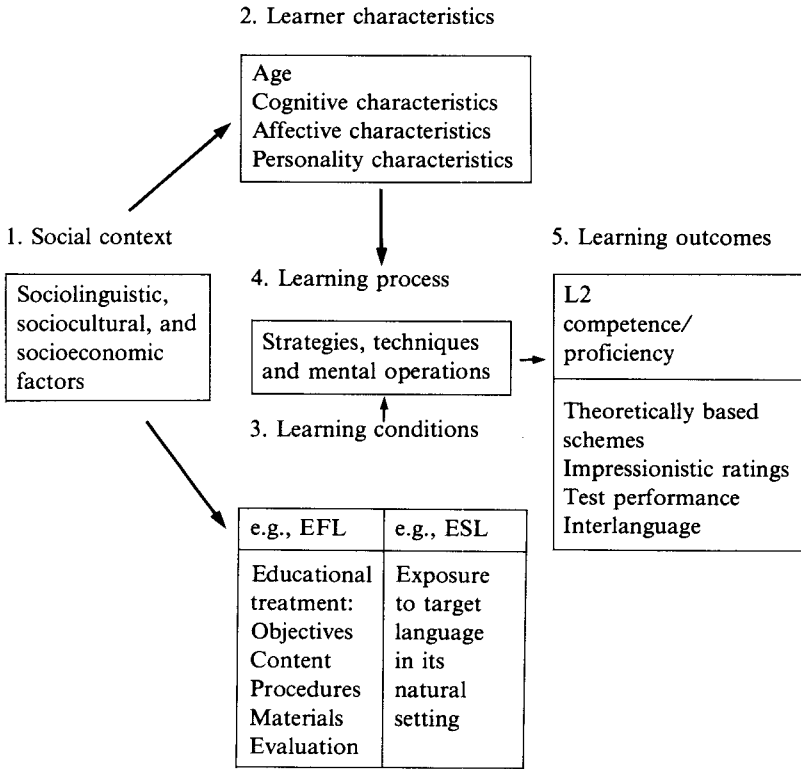 2. Learner characteristics
Age
Cognitive characteristics
Affective characteristics
Personality characteristics
1. Social context
Sociolinguistic,
sociocultural, and
socioeconomic
factors
4. Learning process
Strategies, techniques
and mental operations
3. Learning conditions
e.g., EFL
Educational
treatment:
Objectives
Content
Procedures
Materials
Evaluation
e.g., ESL
Exposure
to target
language
in its
natural
setting
5. Learning outcomes
L2
competence/
proficiency
Theoretically based
schemes
Impressionistic ratings
Test performance
Interlanguage